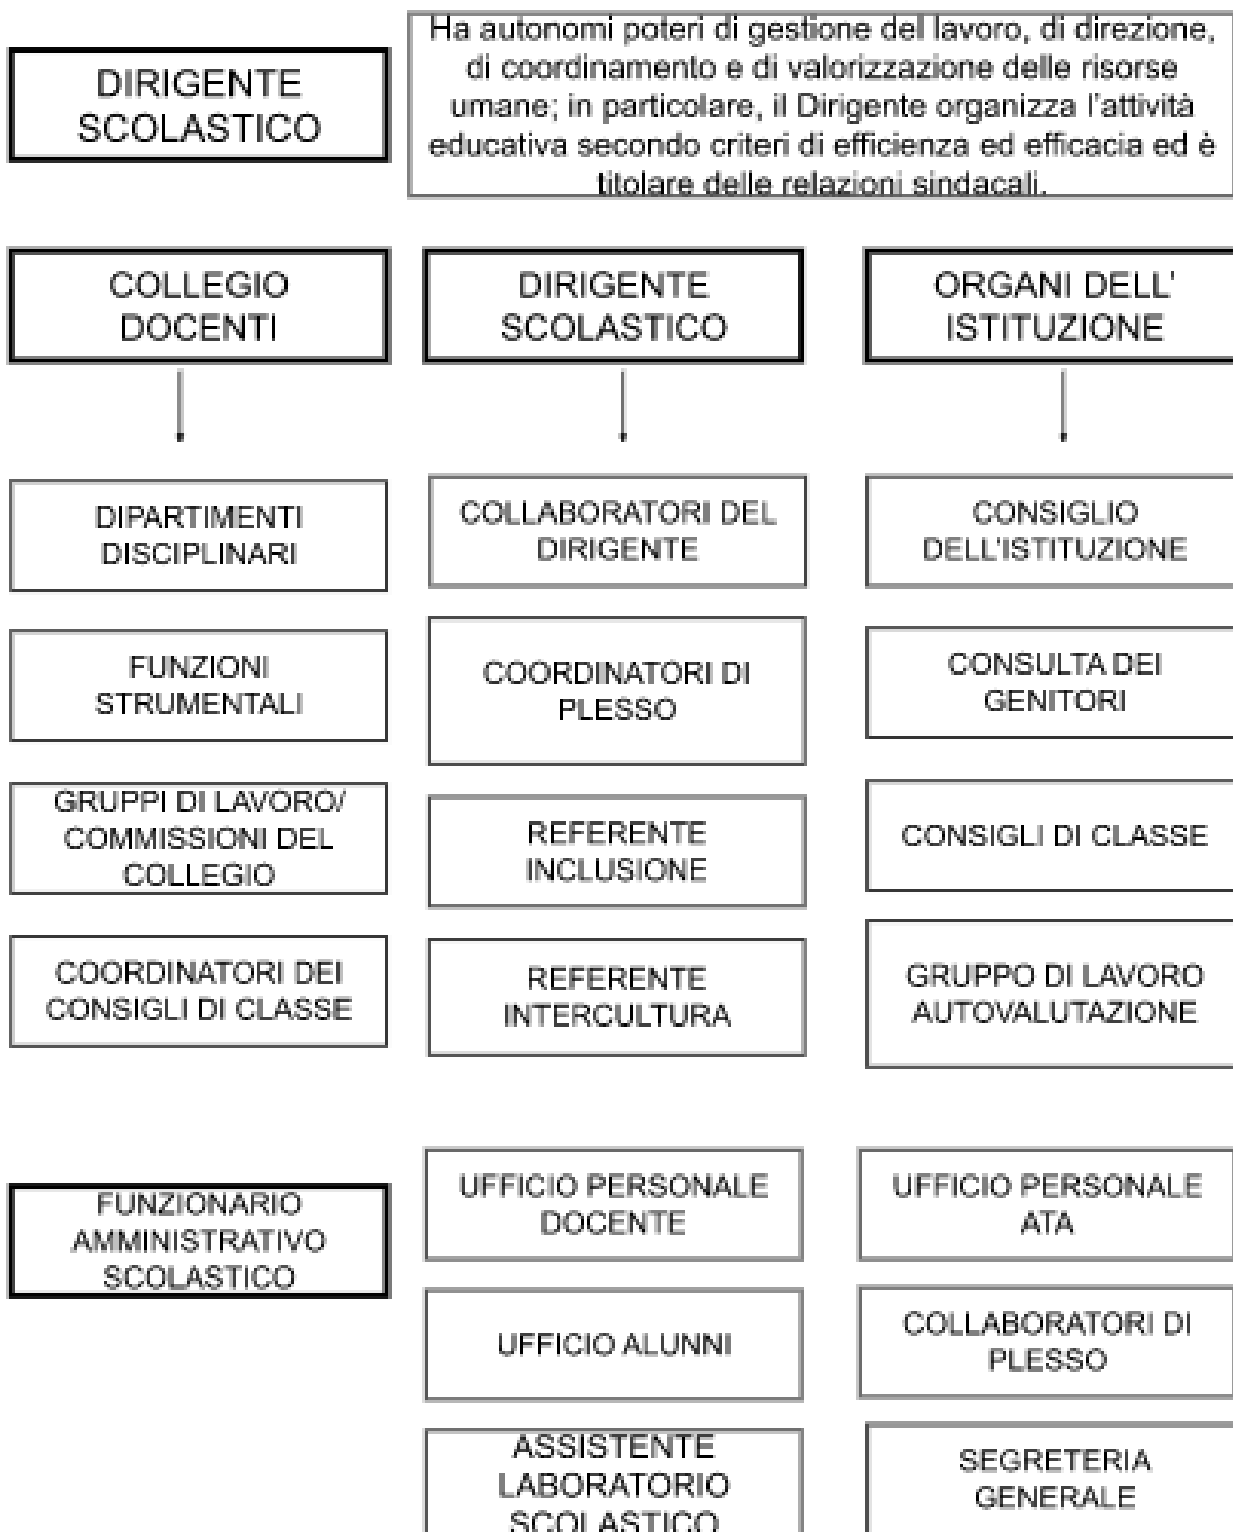 DIRIGENTE
SCOLASTICO
Ha autonomi poteri di gestione del lavoro, di direzione,
di coordinamento e di valorizzazione delle risorse
umane; in particolare, il Dirigente organizza l'attività
educativa secondo criteri di efficienza ed efficacia ed è
titolare delle relazioni sindacali.
COLLEGIO
DOCENTI
DIRIGENTE
SCOLASTICO
ORGANI DELL'
ISTITUZIONE
DIPARTIMENTI
DISCIPLINARI
COLLABORATORI DEL
DIRIGENTE
CONSIGLIO
DELL'ISTITUZIONE
FUNZIONI
STRUMENTALI
COORDINATORI DI
PLESSO
CONSULTA DEI
GENITORI
GRUPPI DI LAVORO/
COMMISSIONI DEL
COLLEGIO
REFERENTE
INCLUSIONE
CONSIGLI DI CLASSE
COORDINATORI DEI
CONSIGLI DI CLASSE
REFERENTE
INTERCULTURA
GRUPPO DI LAVORO
AUTOVALUTAZIONE
FUNZIONARIO
AMMINISTRATIVO
SCOLASTICO
UFFICIO PERSONALE
DOCENTE
UFFICIO PERSONALE
ATA
UFFICIO ALUNNI
COLLABORATORI DI
PLESSO
ASSISTENTE
LABORATORIO
SCOLASTICO
SEGRETERIA
GENERALE